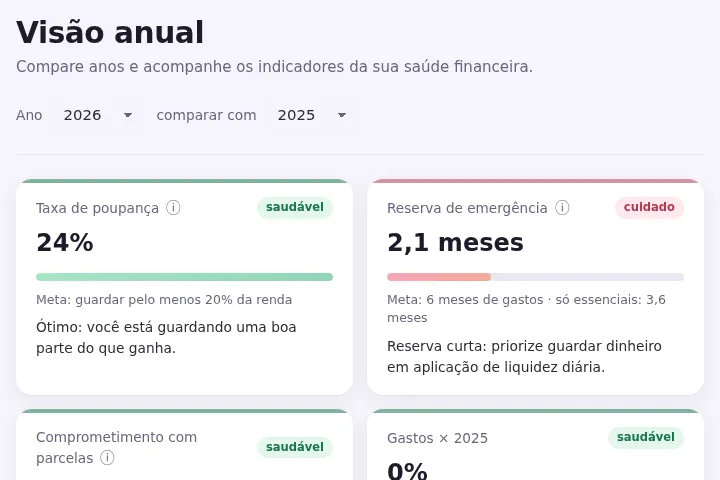 Visão anual
Compare anos e acompanhe os indicadores da sua saúde financeira.
Ano 2026 comparar com 2025
Taxa de poupança ⓘ saudável
24%
Meta: guardar pelo menos 20% da renda
Ótimo: você está guardando uma boa
parte do que ganha.
Reserva de emergência ⓘ cuidado
2,1 meses
Meta: 6 meses de gastos · só essenciais: 3,6
meses
Reserva curta: priorize guardar dinheiro
em aplicação de liquidez diária.
Comprometimento com
parcelas ⓘ saudável
Gastos × 2025 saudável
0%